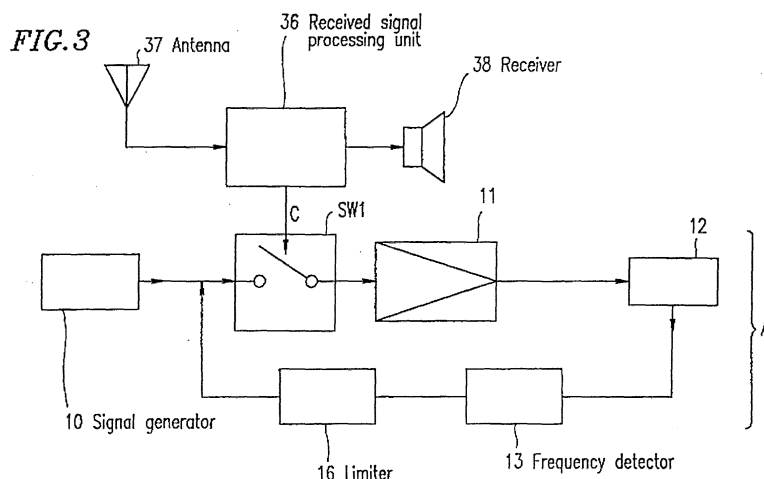 FIG.3
37 Antenna
36 Received signal
processing unit
38 Receiver
C
SW1
11
12
A
10 Signal generator
16 Limiter
13 Frequency detector